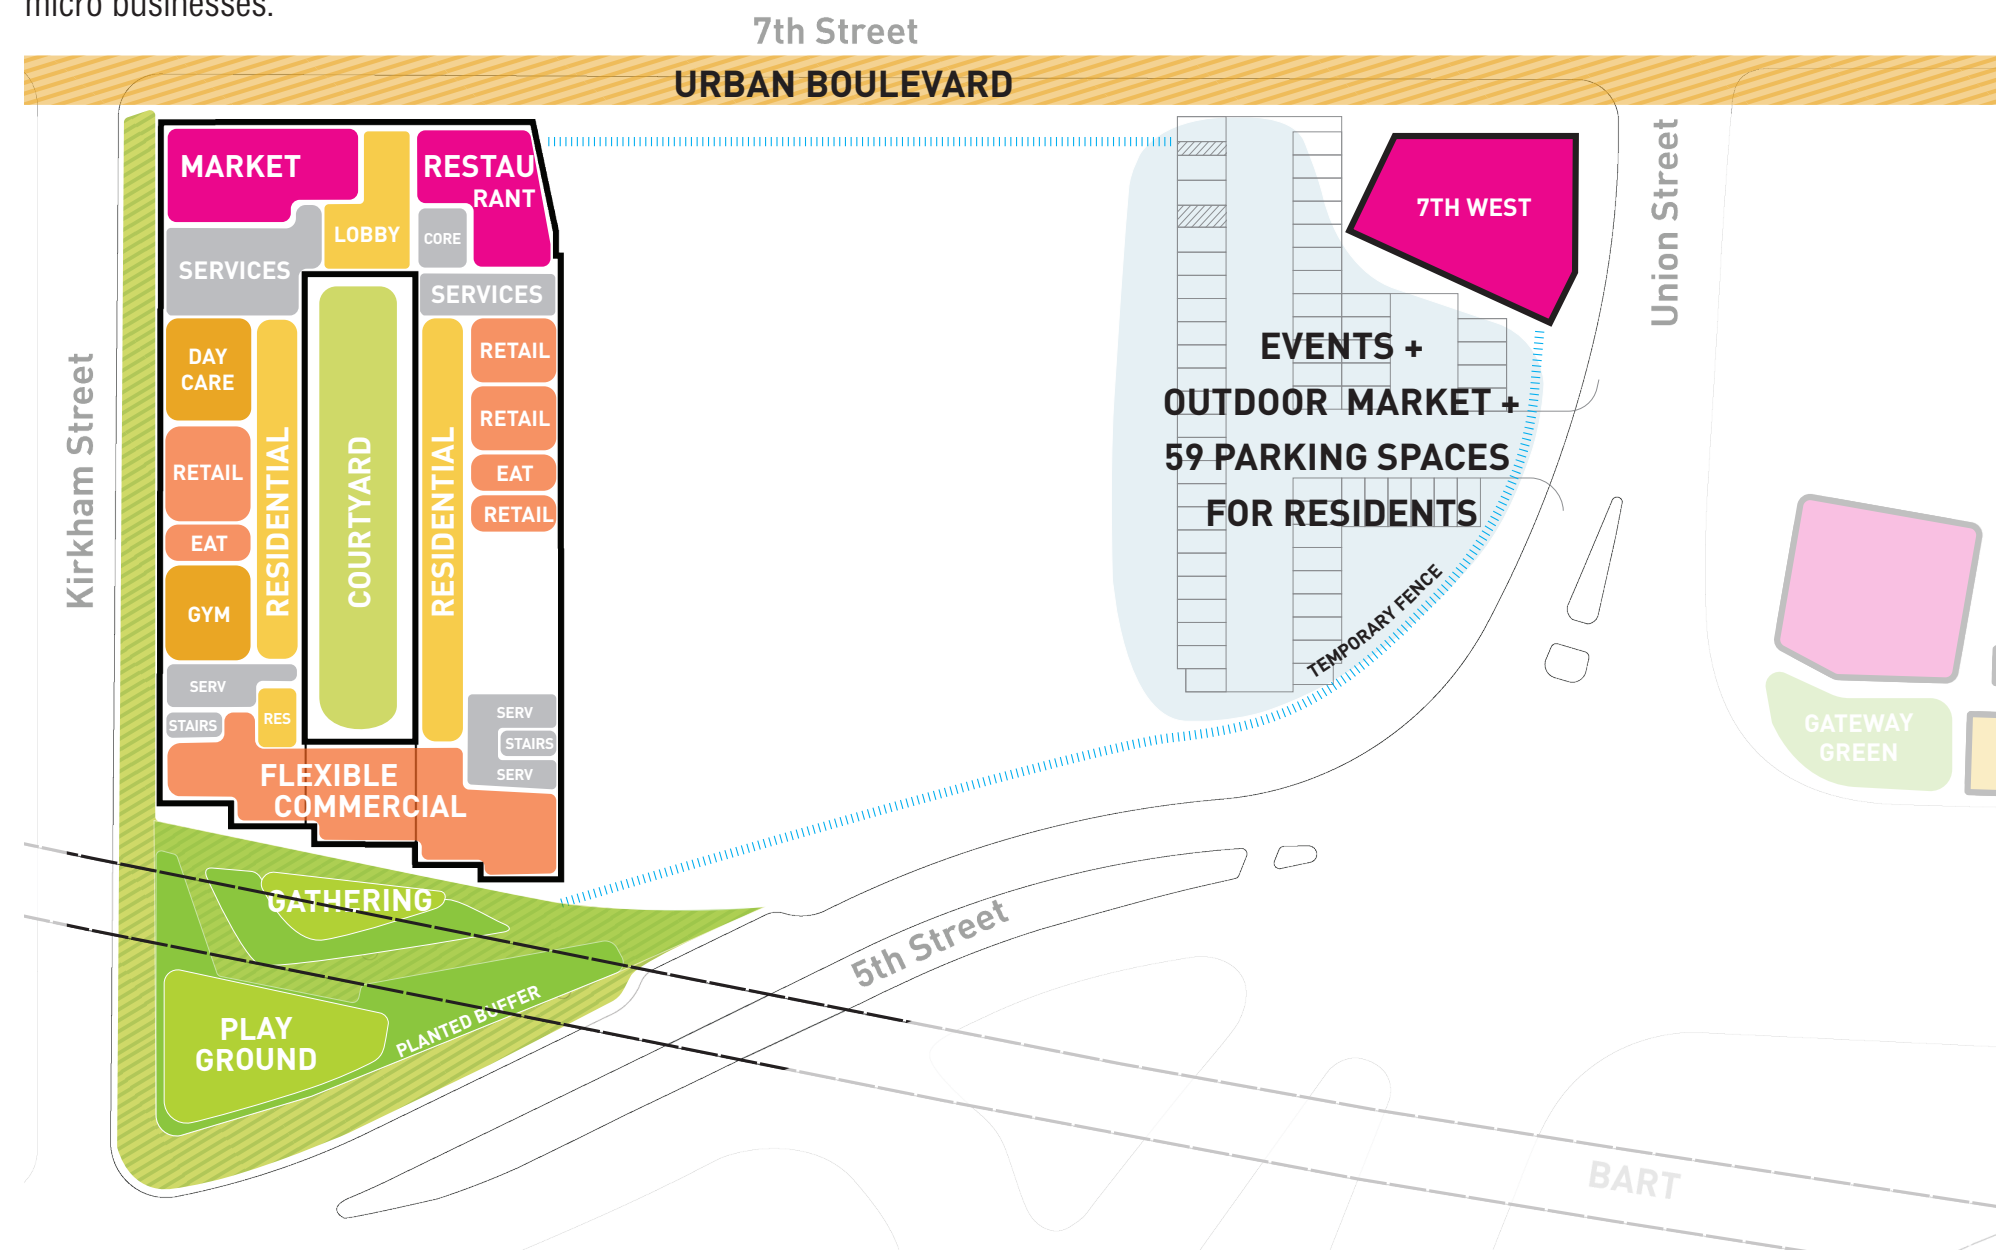 micro businesses.
7th Street
URBAN BOULEVARD
MARKET
RESTAU
RANT
LOBBY
CORE
SERVICES
SERVICES
7TH WEST
Union Street
Kirkham Street
DAY
CARE
RETAIL
EAT
GYM
RESIDENTIAL
COURTYARD
RESIDENTIAL
RETAIL
RETAIL
EAT
RETAIL
EVENTS +
OUTDOOR MARKET +
59 PARKING SPACES
FOR RESIDENTS
TEMPORARY FENCE
SERV
STAIRS
RES
SERV
STAIRS
SERV
FLEXIBLE
COMMERCIAL
GATEWAY
GREEN
GATHERING
PLAY
GROUND
PLANTED BUFFER
5th Street
BART